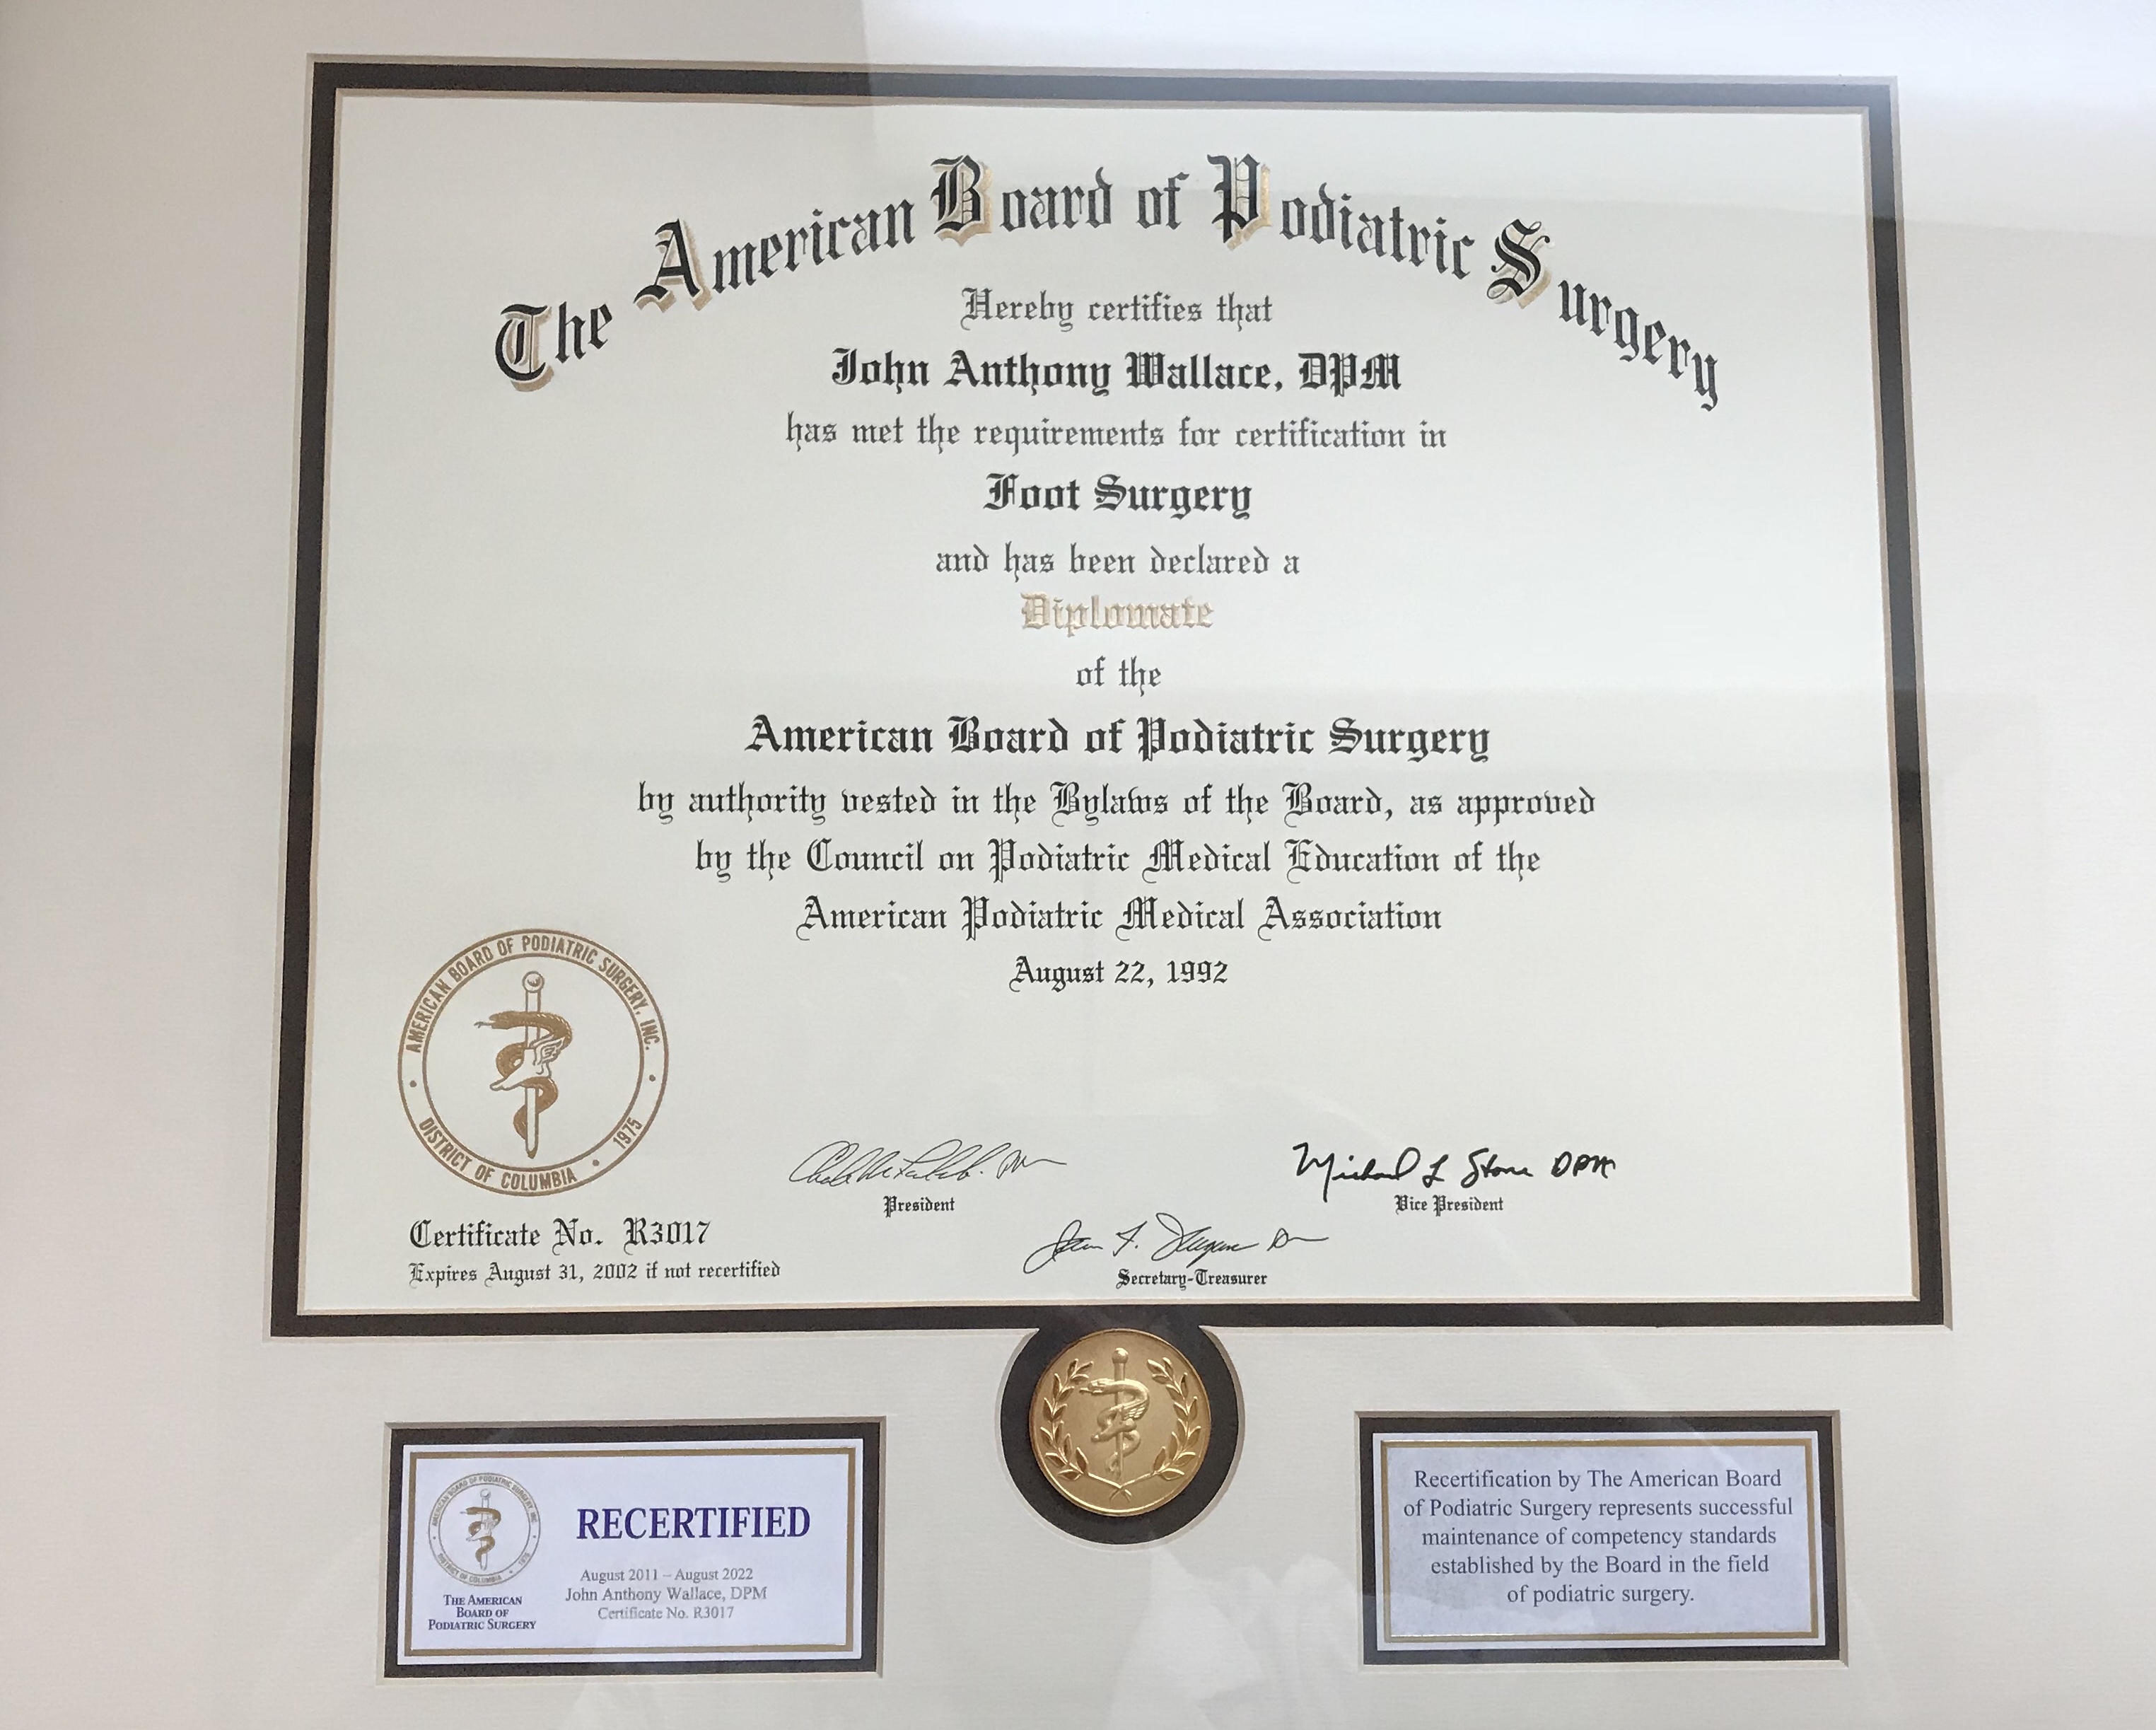 The American Board of Podiatric Surgery
Hereby certifies that
John Anthony Wallace, DPM
has met the requirements for certification in
Foot Surgery
and has been declared a
Diplomate
of the
American Board of Podiatric Surgery
by authority vested in the Bylaws of the Board, as approved
by the Council on Podiatric Medical Education of the
American Podiatric Medical Association
August 22, 1992
AMERICAN BOARD OF PODIATRIC SURGERY, INC.
DISTRICT OF COLUMBIA • 1975
President
Michael L Stone DPM
Vice President
Secretary-Treasurer
Certificate No. R3017
Expires August 31, 2002 if not recertified
AMERICAN BOARD OF PODIATRIC SURGERY, INC.
DISTRICT OF COLUMBIA • 1975
THE AMERICAN
BOARD OF
PODIATRIC SURGERY
RECERTIFIED
August 2011 – August 2022
John Anthony Wallace, DPM
Certificate No. R3017
Recertification by The American Board
of Podiatric Surgery represents successful
maintenance of competency standards
established by the Board in the field
of podiatric surgery.